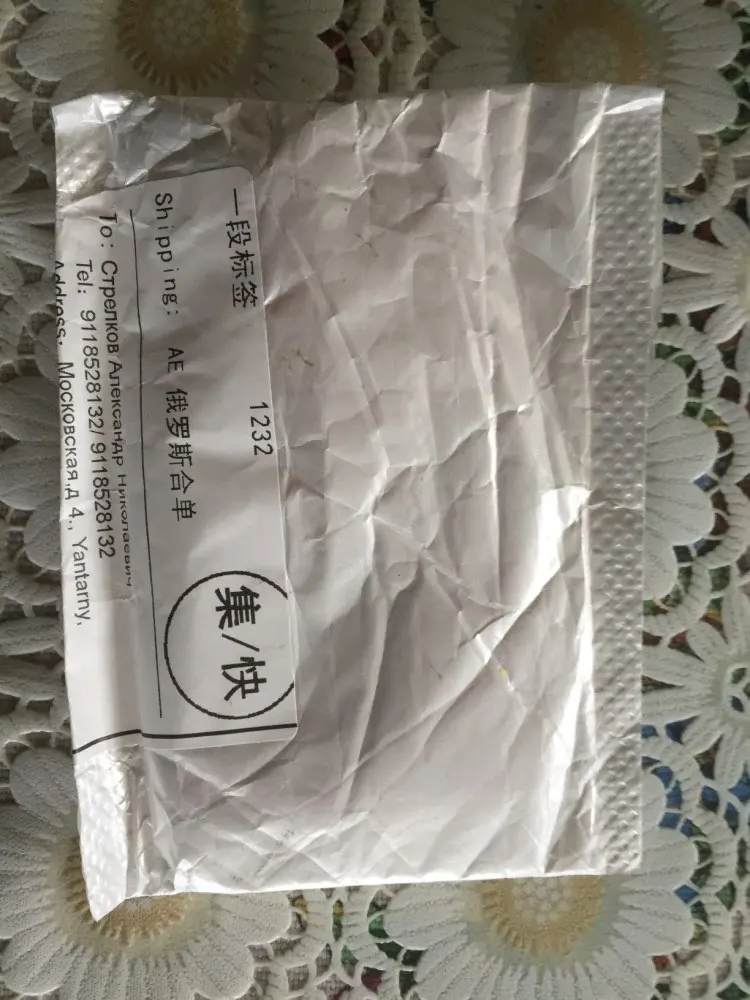 一段标签 1232
Shipping: AE 俄罗斯合单
集/快
To: Стрелков Александр Николаевич
Tel: 9118528132/ 9118528132
Address: Московская,д 4., Yantarny,